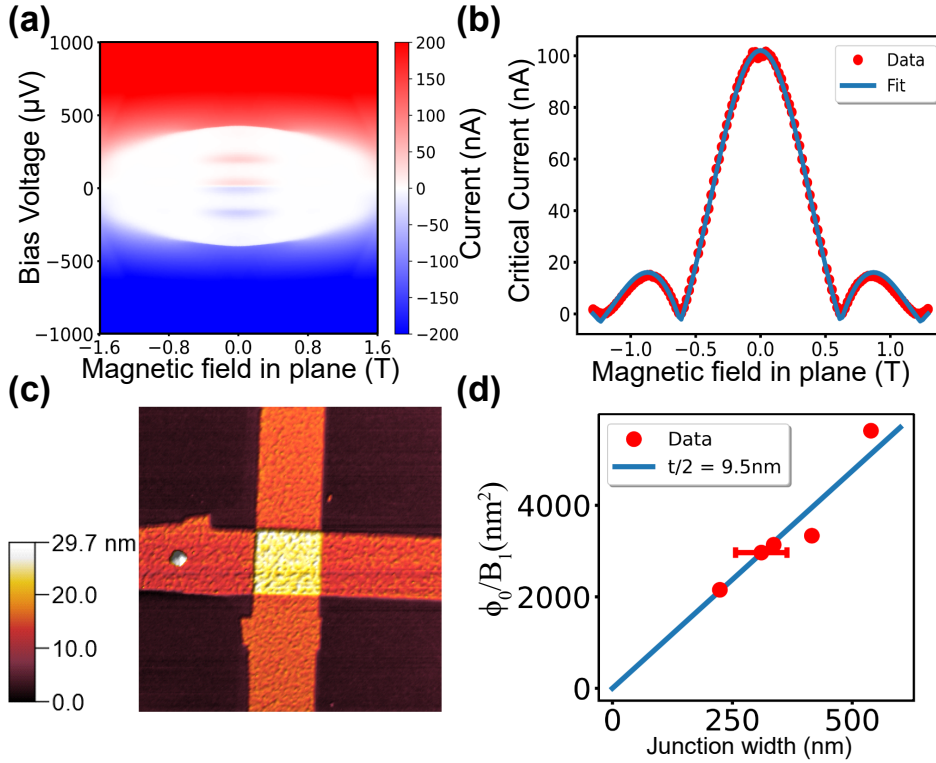 (a)
1000
500
0
−500
−1000
Bias Voltage (μV)
−1.6 −0.8 0.0 0.8 1.6
Magnetic field in plane (T)
200
150
100
50
0
−50
−100
−150
−200
Current (nA)
(b)
100
80
60
40
20
0
Critical Current (nA)
Data
Fit
−1.0 −0.5 0.0 0.5 1.0
Magnetic field in plane (T)
(c)
29.7 nm
20.0
10.0
0.0
(d)
Data
t/2 = 9.5nm
4000
2000
0
ϕ₀/B₁(nm²)
0 250 500
Junction width (nm)